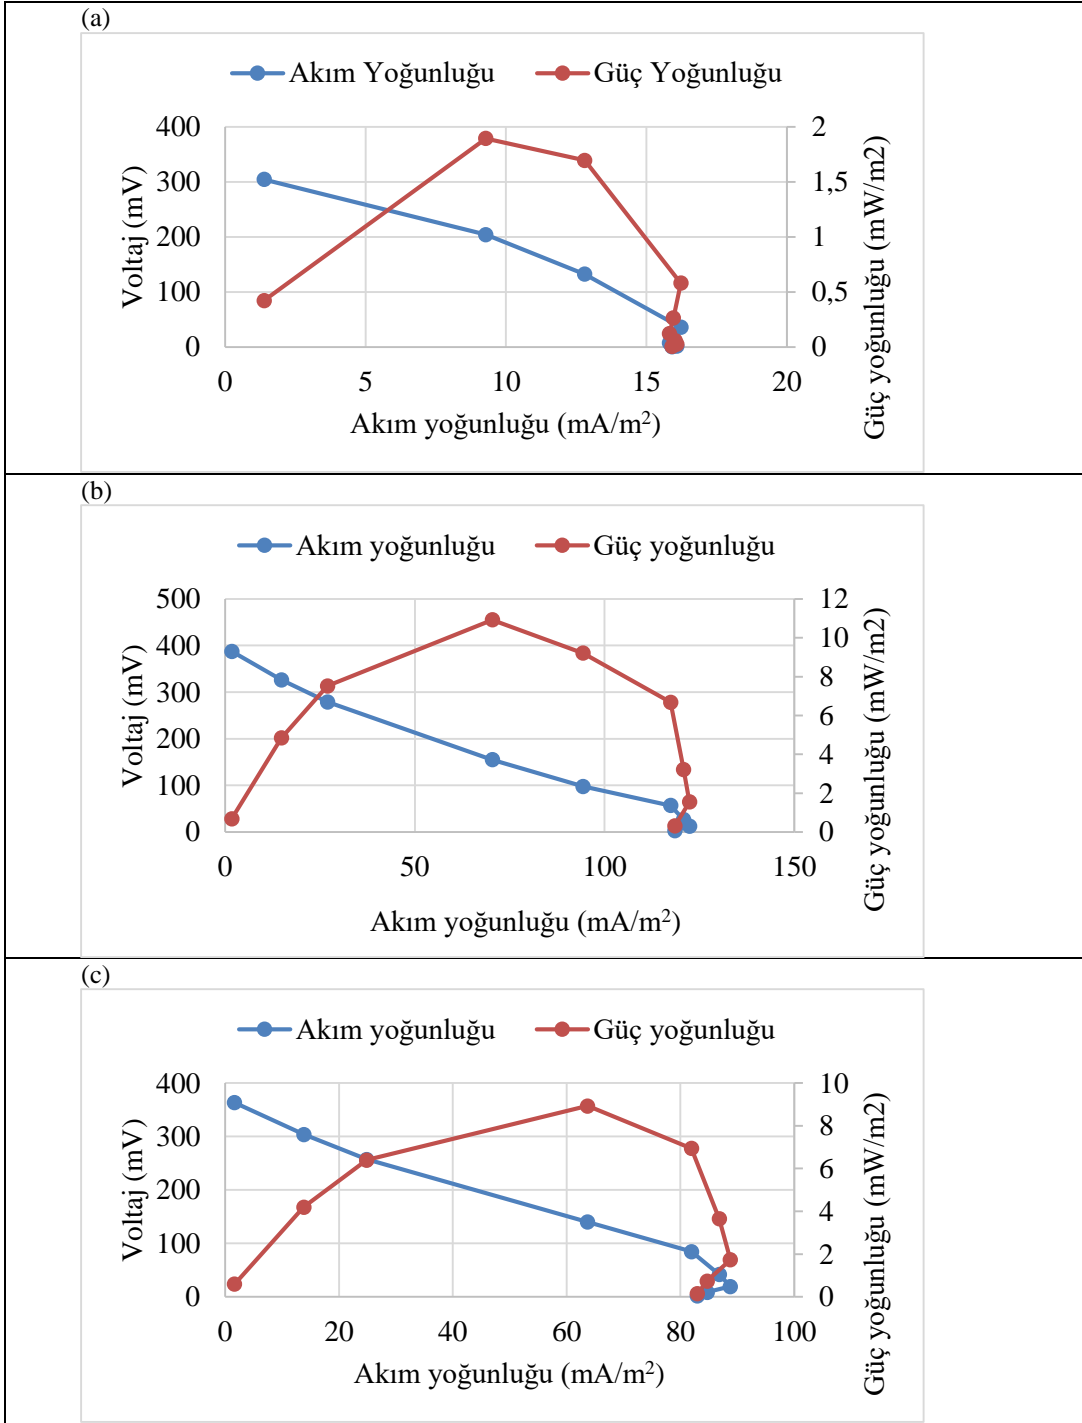 (a)
Akım Yoğunluğu Güç Yoğunluğu
400 2
300 1,5
200 1
100 0,5
0 0
0 5 10 15 20
Voltaj (mV)
Güç yoğunluğu (mW/m2)
Akım yoğunluğu (mA/m²)
(b)
Akım yoğunluğu Güç yoğunluğu
500 12
400 10
300 8
200 6
100 4
0 2
0
0 50 100 150
Voltaj (mV)
Güç yoğunluğu (mW/m2)
Akım yoğunluğu (mA/m²)
(c)
Akım yoğunluğu Güç yoğunluğu
400 10
300 8
200 6
100 4
0 2
0
0 20 40 60 80 100
Voltaj (mV)
Güç yoğunluğu (mW/m2)
Akım yoğunluğu (mA/m²)